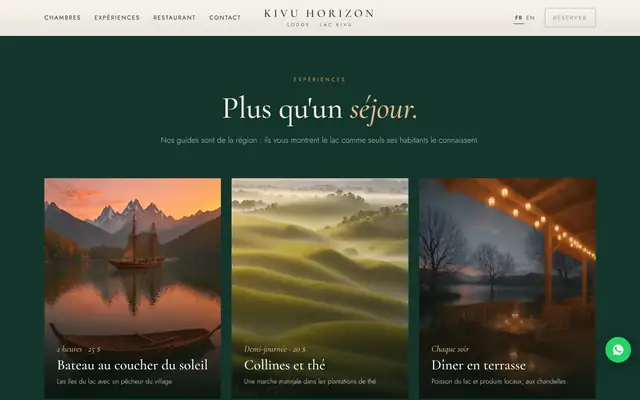 CHAMBRES EXPÉRIENCES RESTAURANT CONTACT
KIVU HORIZON
LODGE · LAC KIVU
FR EN
RÉSERVER
EXPÉRIENCES
Plus qu'un séjour.
Nos guides sont de la région : ils vous montrent le lac comme seuls ses habitants le connaissent.
2 heures · 25 $
Bateau au coucher du soleil
Les îles du lac avec un pêcheur du village
Demi-journée · 20 $
Collines et thé
Une marche matinale dans les plantations de thé
Chaque soir
Dîner en terrasse
Poisson du lac et produits locaux, aux chandelles